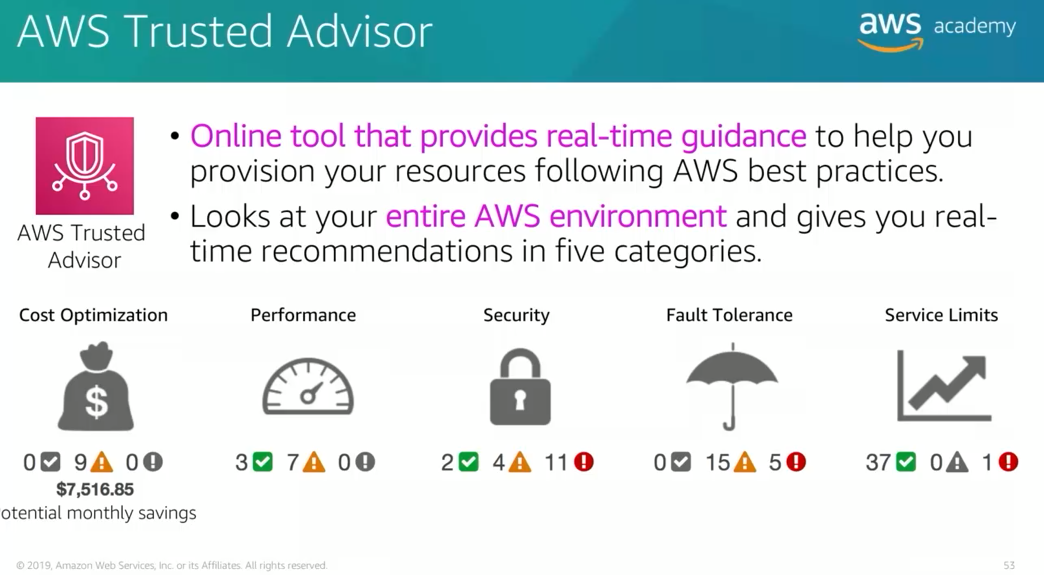 AWS Trusted Advisor
aws academy
• Online tool that provides real-time guidance to help you
provision your resources following AWS best practices.
• Looks at your entire AWS environment and gives you real-
time recommendations in five categories.
AWS Trusted
Advisor
Cost Optimization
Performance
Security
Fault Tolerance
Service Limits
$
0 9 0
3 7 0
2 4 11
0 15 5
37 0 1
$7,516.85
otential monthly savings
© 2019, Amazon Web Services, Inc. or its Affiliates. All rights reserved.
53